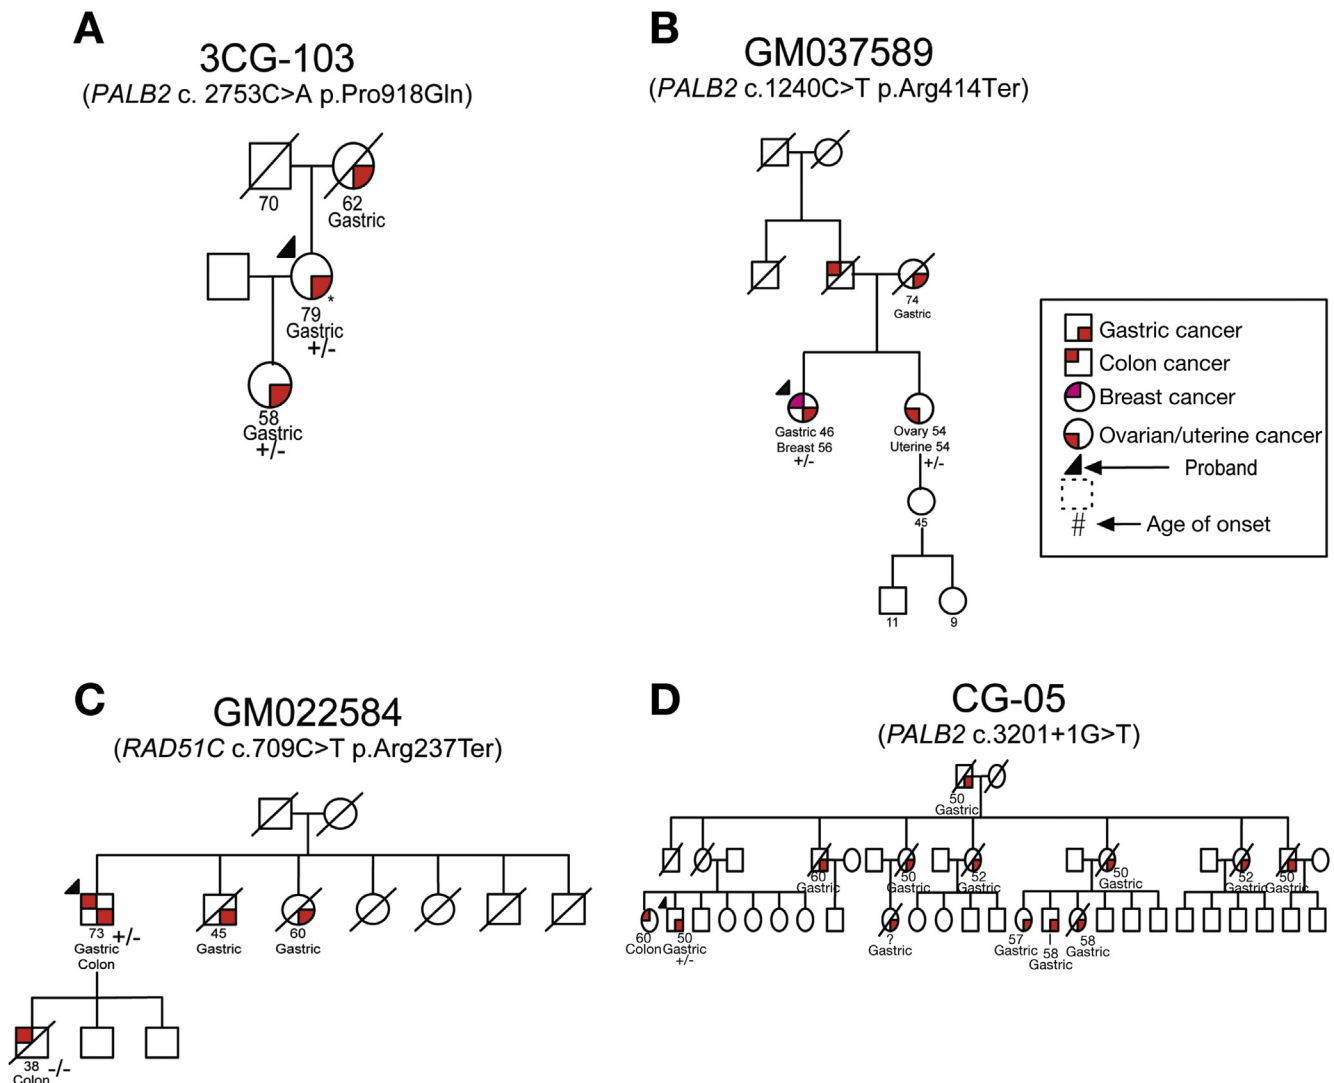 A
3CG-103
(PALB2 c. 2753C>A p.Pro918Gln)
70
62
Gastric
*
79
Gastric
+/-
58
Gastric
+/-
B
GM037589
(PALB2 c.1240C>T p.Arg414Ter)
74
Gastric
Gastric 46
Breast 56
+/-
Ovary 54
Uterine 54
+/-
45
11
9
Gastric cancer
Colon cancer
Breast cancer
Ovarian/uterine cancer
Proband
# Age of onset
C
GM022584
(RAD51C c.709C>T p.Arg237Ter)
73 +/-
Gastric
Colon
45
Gastric
60
Gastric
38 -/-
Colon
D
CG-05
(PALB2 c.3201+1G>T)
50
Gastric
60
Gastric
50
Gastric
52
Gastric
50
Gastric
52
Gastric
50
Gastric
60
Colon
50
Gastric
+/-
?
Gastric
57
Gastric
58
Gastric
58
Gastric